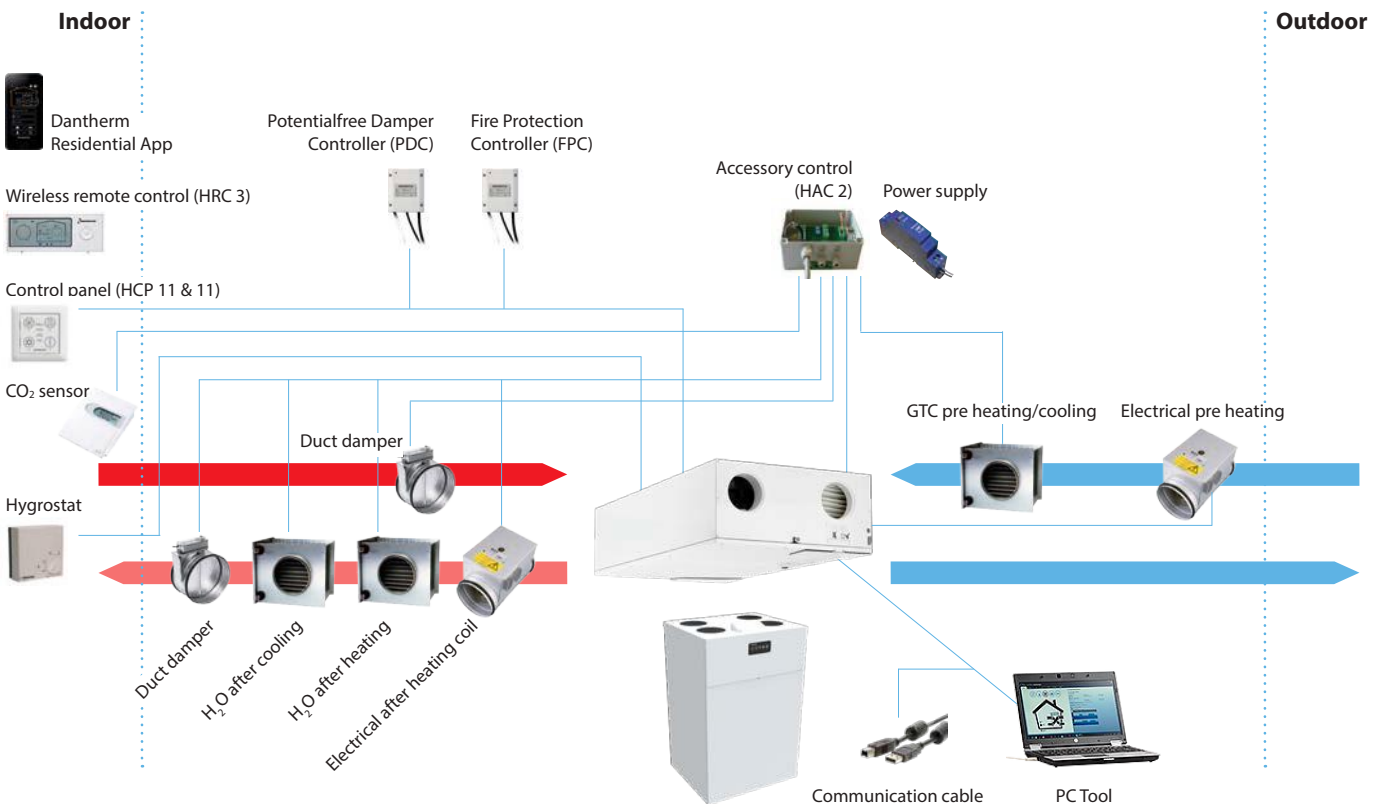 Indoor
Outdoor
Dantherm
Residential App
Potentialfree Damper
Controller (PDC)
Fire Protection
Controller (FPC)
Accessory control
(HAC 2)
Power supply
Wireless remote control (HRC 3)
Control panel (HCP 11 & 11)
CO₂ sensor
Duct damper
GTC pre heating/cooling
Electrical pre heating
Hygrostat
Duct damper
H₂O after cooling
H₂O after heating
Electrical after heating coil
Communication cable
PC Tool